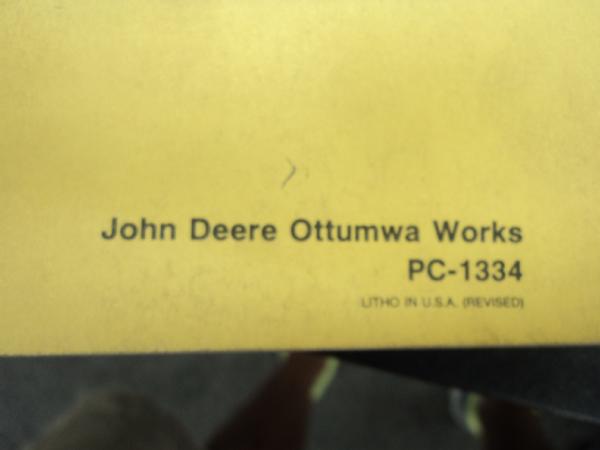 John Deere Ottumwa Works
PC-1334
LITHO IN U.S.A. (REVISED)